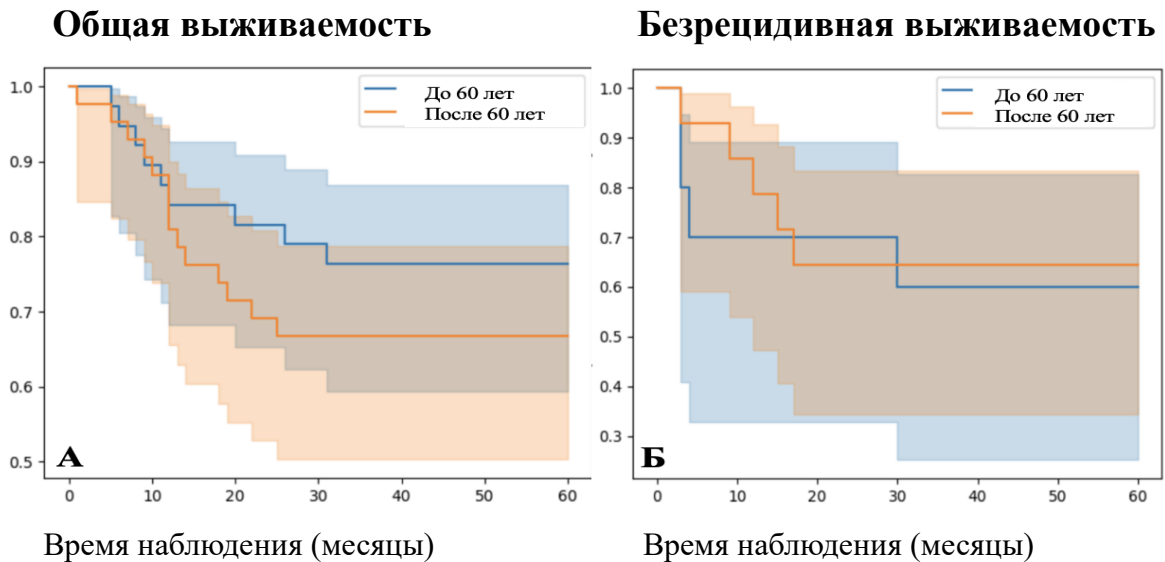 Общая выживаемость
Безрецидивная выживаемость
До 60 лет
После 60 лет
1.0
0.9
0.8
0.7
0.6
0.5
А
0
10
20
30
40
50
60
Время наблюдения (месяцы)
До 60 лет
После 60 лет
1.0
0.9
0.8
0.7
0.6
0.5
0.4
0.3
Б
0
10
20
30
40
50
60
Время наблюдения (месяцы)